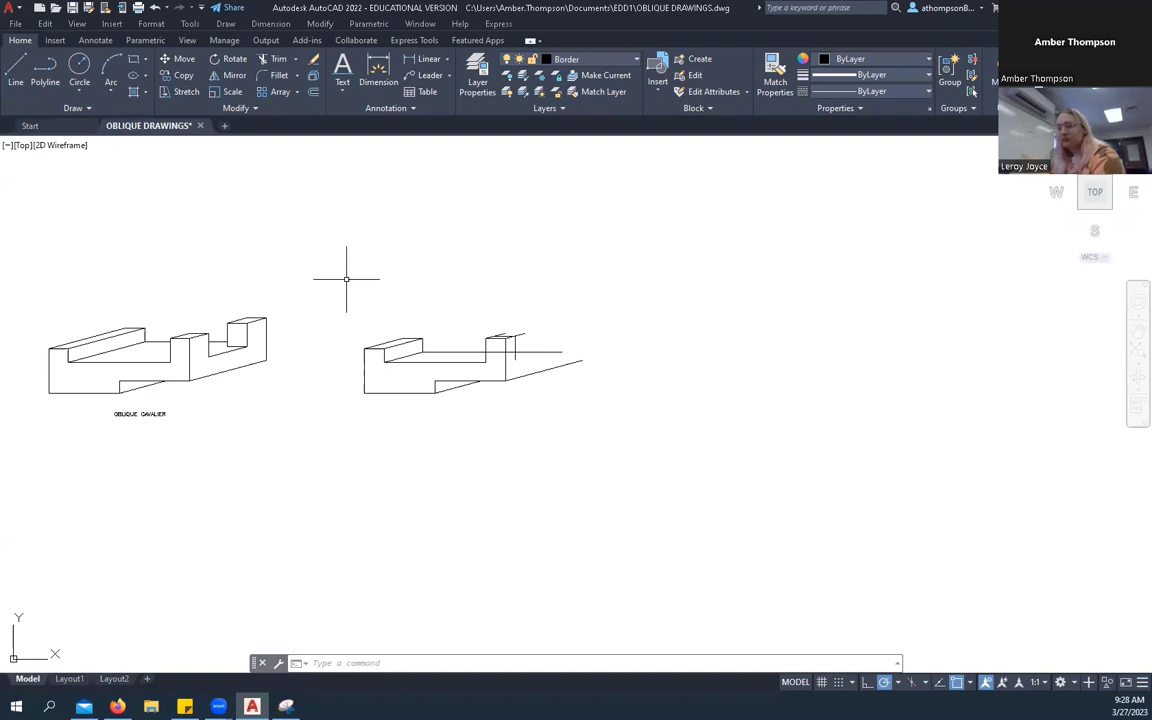 Autodesk AutoCAD 2022 - EDUCATIONAL VERSION C:\Users\Amber.Thompson\Documents\EDD1\OBLIQUE DRAWINGS.dwg
Share
Type a keyword or phrase
athompsonB...
File Edit View Insert Format Tools Draw Dimension Modify Parametric Window Help Express
Home Insert Annotate Parametric View Manage Output Add-ins Collaborate Express Tools Featured Apps
Line Polyline Circle Arc
Move Rotate Trim
Copy Mirror Fillet
Stretch Scale Array
Text Dimension
Linear
Leader
Table
Layer Properties
Border
Make Current
Match Layer
Insert
Create
Edit
Edit Attributes
Match Properties
ByLayer
ByLayer
ByLayer
Group
Draw Modify Annotation Layers Block Properties Groups
Start OBLIQUE DRAWINGS*
[−][Top][2D Wireframe]
Amber Thompson
Amber Thompson
Leroy Joyce
W TOP E
S
WCS
OBLIQUE CAVALIER
Y
X
Type a command
Model Layout1 Layout2
MODEL
1:1
9:28 AM
3/27/2023